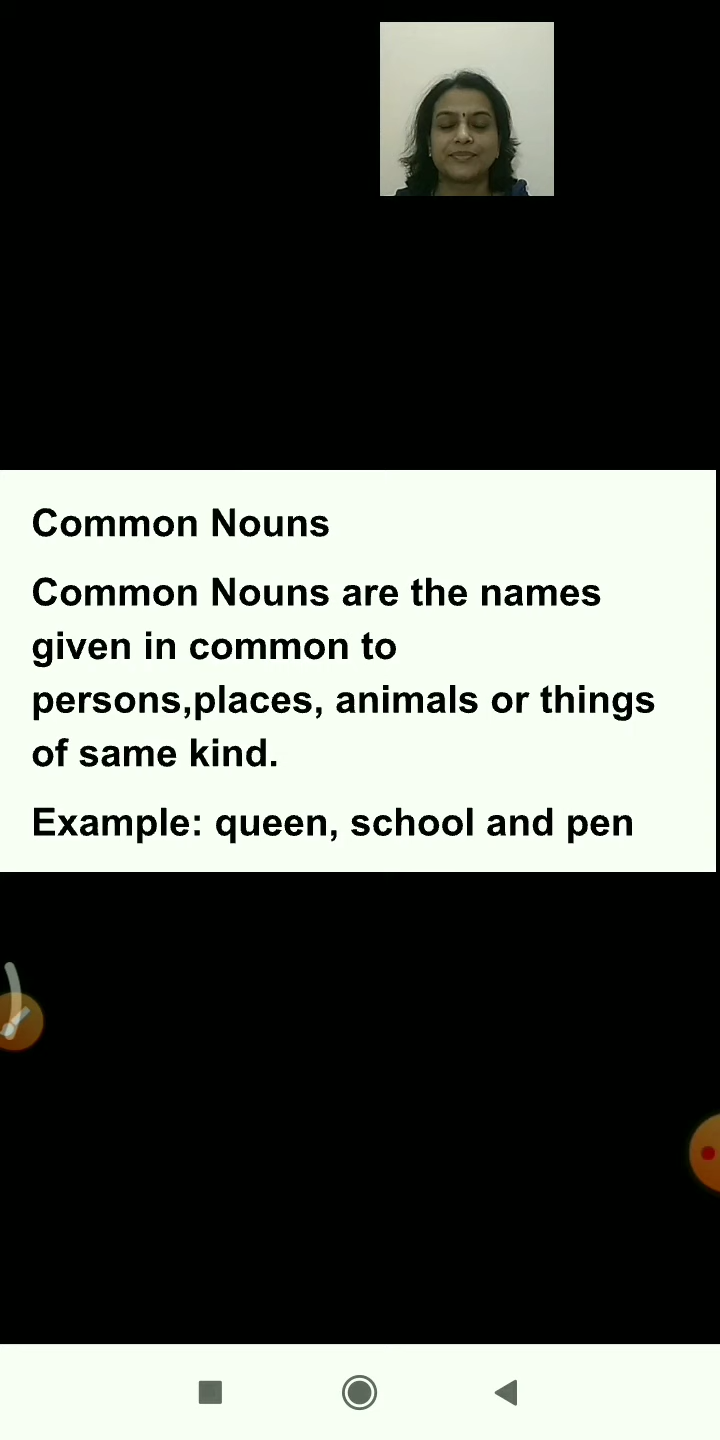 Common Nouns
Common Nouns are the names
given in common to
persons,places, animals or things
of same kind.
Example: queen, school and pen